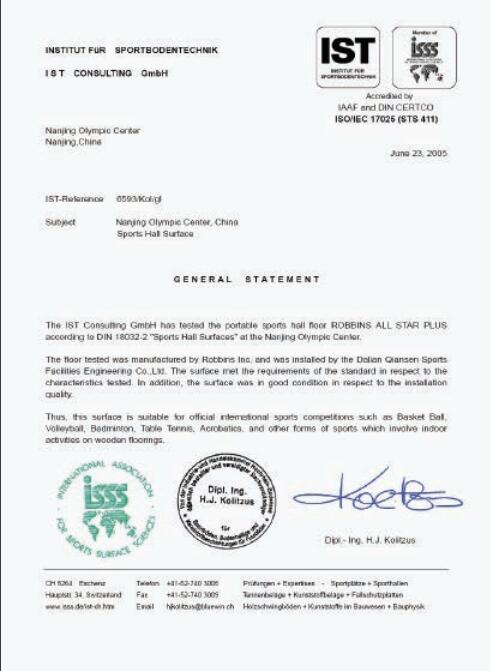 INSTITUT FÜR SPORTBODENTECHNIK
IST CONSULTING GmbH
IST
INSTITUT FÜR
SPORTBODENTECHNIK
Member of
isss
Accredited by
IAAF and DIN CERTCO
ISO/IEC 17025 (STS 411)
Nanjing Olympic Center
Nanjing,China
June 23, 2005
IST-Reference 6593/Kol/gl
Subject Nanjing Olympic Center, China
Sports Hall Surface
GENERAL STATEMENT
The IST Consulting GmbH has tested the portable sports hall floor ROBBINS ALL STAR PLUS
according to DIN 18032-2 "Sports Hall Surfaces" at the Nanjing Olympic Center.
The floor tested was manufactured by Robbins Inc. and was installed by the Dalian Qiansen Sports
Facilities Engineering Co.,Ltd. The surface met the requirements of the standard in respect to the
characteristics tested. In addition, the surface was in good condition in respect to the installation
quality.
Thus, this surface is suitable for official international sports competitions such as Basket Ball,
Volleyball, Badminton, Table Tennis, Acrobatics, and other forms of sports which involve indoor
activities on wooden floorings.
INTERNATIONAL ASSOCIATION
isss
FOR SPORTS SURFACE SCIENCES
Dipl. Ing.
H.J. Kolitzus
für
Dipl.- Ing. H.J. Kolitzus
CH 8264 Eschenz Telefon +41-52-740 3006 Prüfungen + Expertisen - Sportplätze + Sporthallen
Hauptstr 34, Switzerland Fax +41-52-740 3009 Tennenbeläge + Kunststoffbeläge + Fallschutzplatten
www.isss.de/ist-ch.htm Email hjkolitzus@bluewin.ch Holzschwingböden + Kunststoffe im Bauwesen + Bauphysik